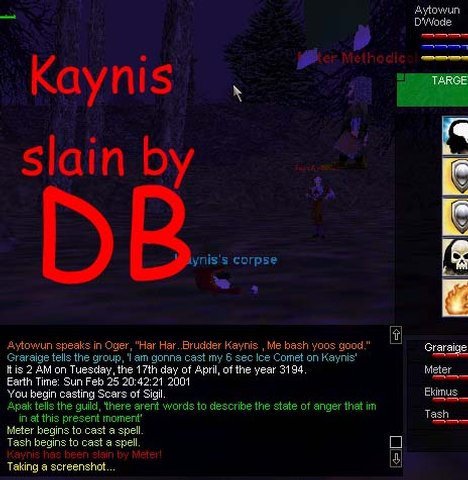 Aytowun
D'Wode
Kaynis
slain by
DB
Methodical
TARGE
aynis's corpse
Aytowun speaks in Oger, "Har Har..Brudder Kaynis , Me bash yoos good."
Graraige tells the group, 'I am gonna cast my 6 sec Ice Comet on Kaynis'
It is 2 AM on Tuesday, the 17th day of April, of the year 3194.
Earth Time: Sun Feb 25 20:42:21 2001
You begin casting Scars of Sigil.
Apak tells the guild, 'there arent words to describe the state of anger that im
in at this present moment'
Meter begins to cast a spell.
Tash begins to cast a spell.
Kaynis has been slain by Meter!
Taking a screenshot...
Graraige
Meter
Ekimus
Tash